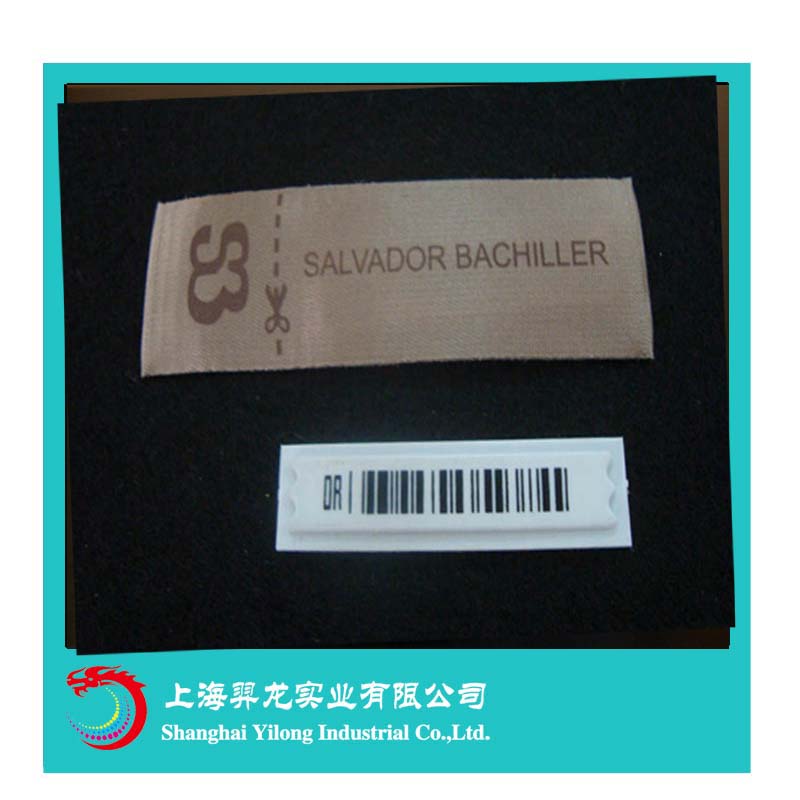 SB
SALVADOR BACHILLER
DR
上海羿龙实业有限公司
Shanghai Yilong Industrial Co.,Ltd.